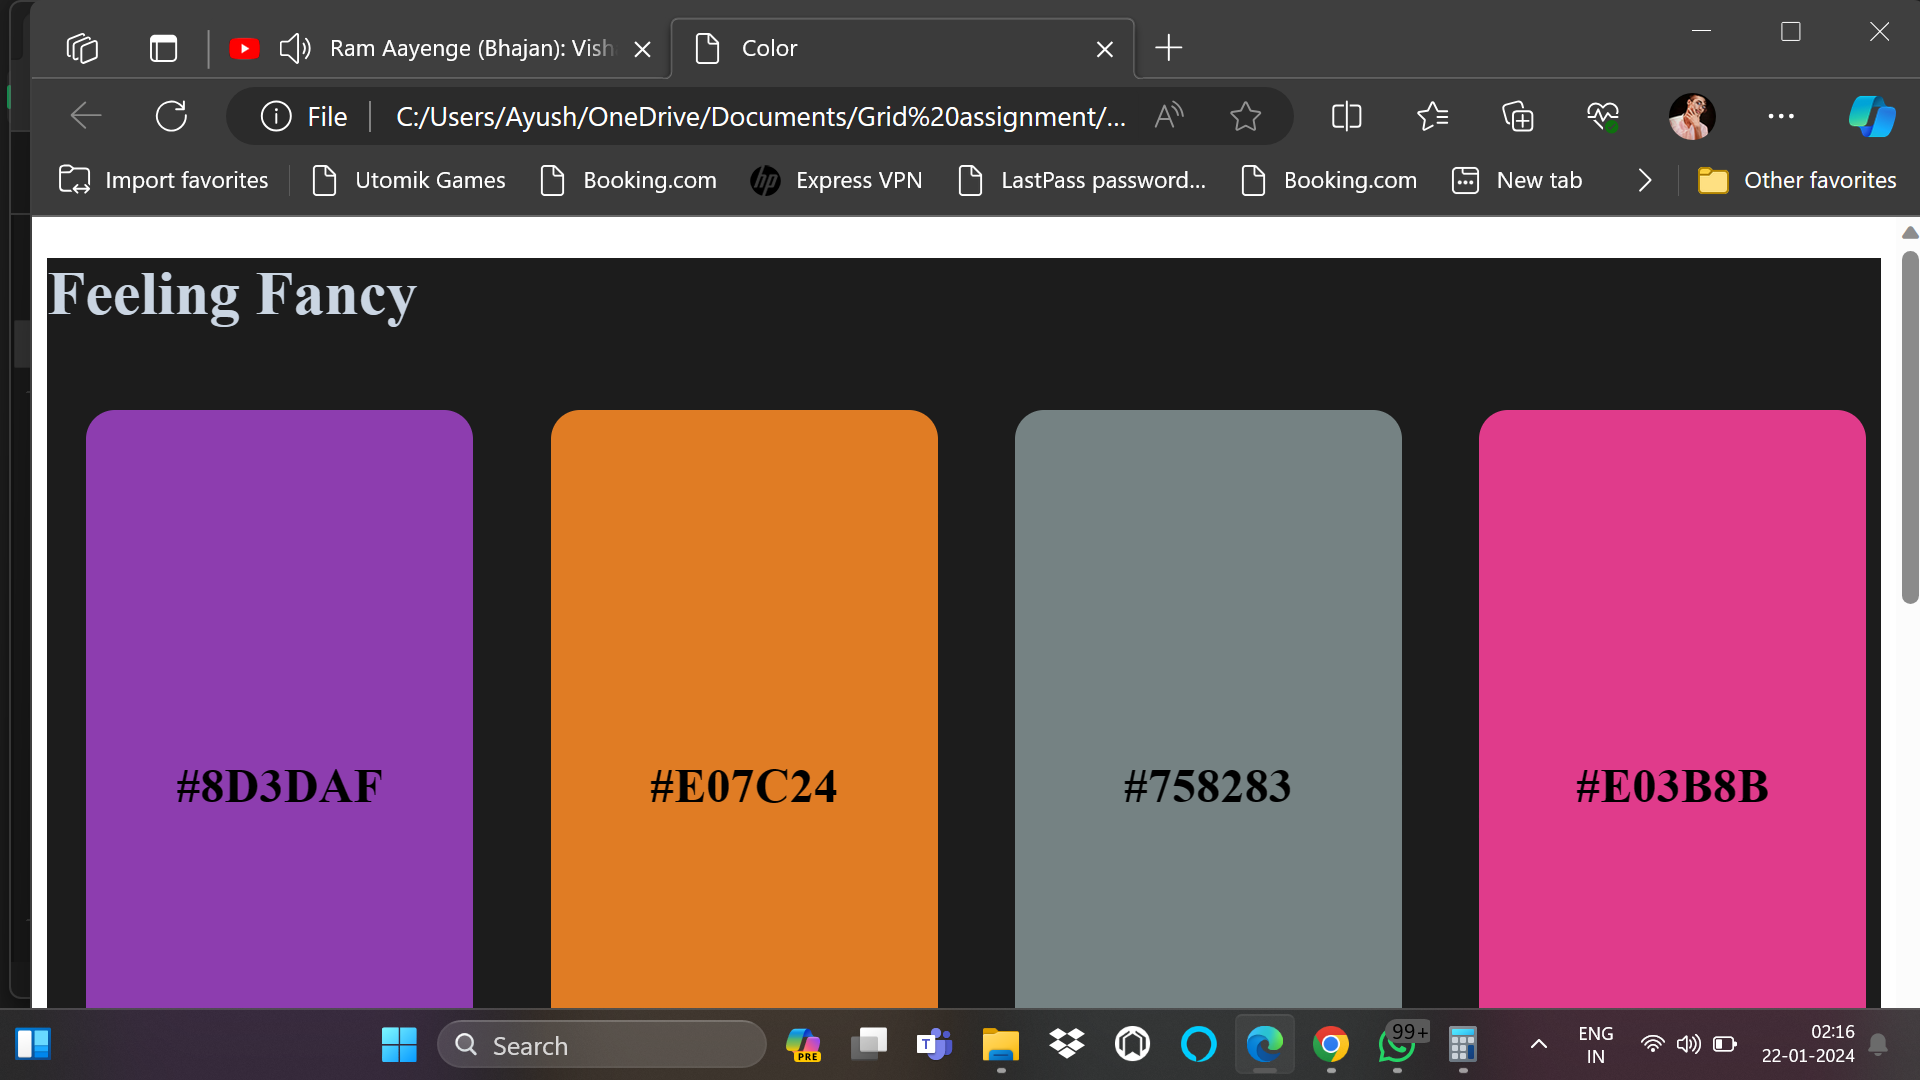 Ram Aayenge (Bhajan): Vish
Color
File
C:/Users/Ayush/OneDrive/Documents/Grid%20assignment/...
Import favorites
Utomik Games
Booking.com
Express VPN
LastPass password...
Booking.com
New tab
Other favorites
Feeling Fancy
#8D3DAF
#E07C24
#758283
#E03B8B
Search
PRE
T
99+
ENG
IN
02:16
22-01-2024